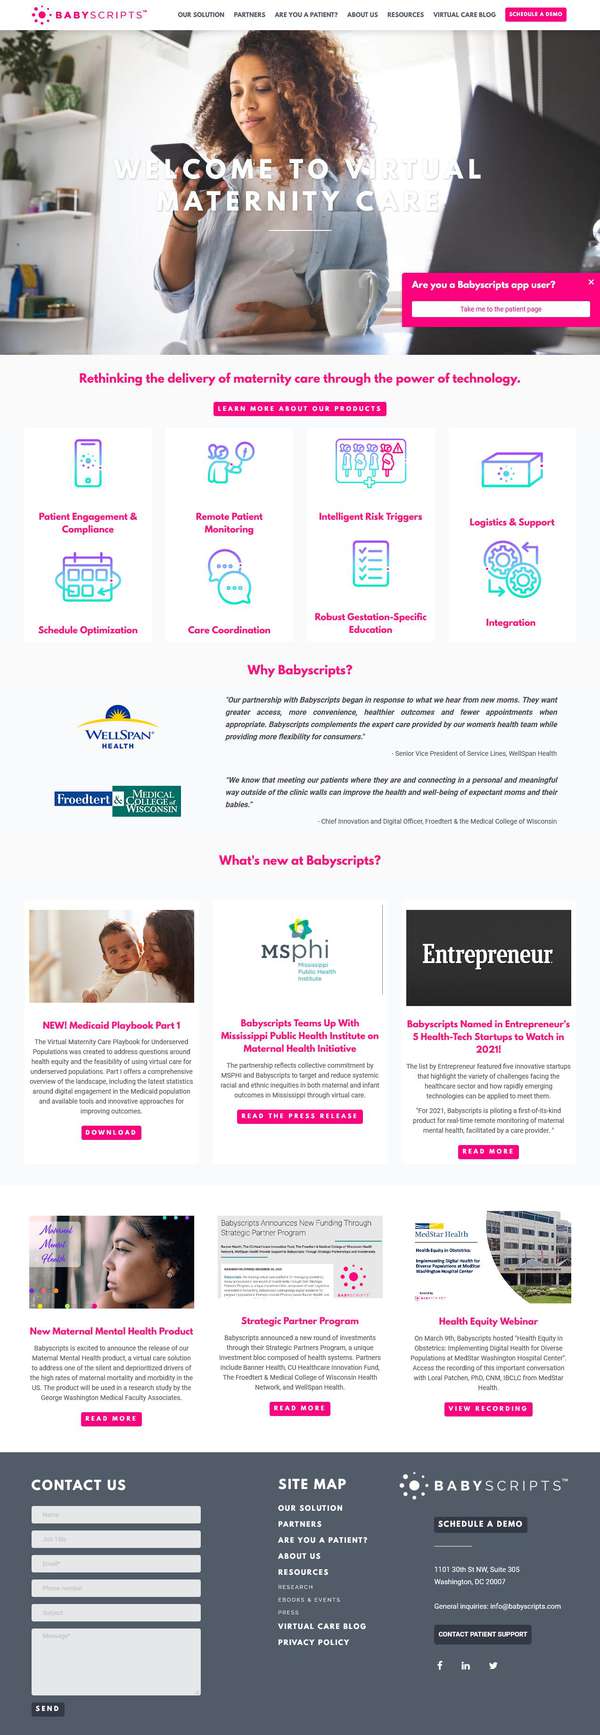 BABYSCRIPTS™
OUR SOLUTION PARTNERS ARE YOU A PATIENT? ABOUT US RESOURCES VIRTUAL CARE BLOG SCHEDULE A DEMO
WELCOME TO VIRTUAL
MATERNITY CARE
Are you a Babyscripts app user?
Take me to the patient page
Rethinking the delivery of maternity care through the power of technology.
LEARN MORE ABOUT OUR PRODUCTS
Patient Engagement &
Compliance
Remote Patient
Monitoring
Intelligent Risk Triggers
Logistics & Support
Schedule Optimization
Care Coordination
Robust Gestation-Specific
Education
Integration
Why Babyscripts?
WELLSPAN®
HEALTH
"Our partnership with Babyscripts began in response to what we hear from new moms. They want
greater access, more convenience, healthier outcomes and fewer appointments when
appropriate. Babyscripts complements the expert care provided by our women's health team while
providing more flexibility for consumers."
- Senior Vice President of Service Lines, WellSpan Health
Froedtert & MEDICAL
COLLEGE of
WISCONSIN
"We know that meeting our patients where they are and connecting in a personal and meaningful
way outside of the clinic walls can improve the health and well-being of expectant moms and their
babies."
- Chief Innovation and Digital Officer, Froedtert & the Medical College of Wisconsin
What's new at Babyscripts?
NEW! Medicaid Playbook Part 1
The Virtual Maternity Care Playbook for Underserved
Populations was created to address questions around
health equity and the feasibility of using virtual care for
underserved populations. Part I offers a comprehensive
overview of the landscape, including the latest statistics
around digital engagement in the Medicaid population
and available tools and innovative approaches for
improving outcomes.
DOWNLOAD
MSphi
Mississippi
Public Health
Institute
Babyscripts Teams Up With
Mississippi Public Health Institute on
Maternal Health Initiative
The partnership reflects collective commitment by
MSPHI and Babyscripts to target and reduce systemic
racial and ethnic inequities in both maternal and infant
outcomes in Mississippi through virtual care.
READ THE PRESS RELEASE
Entrepreneur
Babyscripts Named in Entrepreneur's
5 Health-Tech Startups to Watch in
2021!
The list by Entrepreneur featured five innovative startups
that highlight the variety of challenges facing the
healthcare sector and how rapidly emerging
technologies can be applied to meet them.
"For 2021, Babyscripts is piloting a first-of-its-kind
product for real-time remote monitoring of maternal
mental health, facilitated by a care provider. "
READ MORE
Maternal
Mental
Health
New Maternal Mental Health Product
Babyscripts is excited to announce the release of our
Maternal Mental Health product, a virtual care solution
to address one of the silent and deprioritized drivers of
the high rates of maternal mortality and morbidity in the
US. The product will be used in a research study by the
George Washington Medical Faculty Associates.
READ MORE
Babyscripts Announces New Funding Through
Strategic Partner Program
BABYSCRIPTS
Strategic Partner Program
Babyscripts announced a new round of investments
through their Strategic Partners Program, a unique
investment bloc composed of health systems. Partners
include Banner Health, CU Healthcare Innovation Fund,
The Froedtert & Medical College of Wisconsin Health
Network, and WellSpan Health.
READ MORE
MedStar Health
Health Equity in Obstetrics:
Implementing Digital Health for
Diverse Populations at MedStar
Washington Hospital Center
Health Equity Webinar
On March 9th, Babyscripts hosted "Health Equity in
Obstetrics: Implementing Digital Health for Diverse
Populations at MedStar Washington Hospital Center".
Access the recording of this important conversation
with Loral Patchen, PhD, CNM, IBCLC from MedStar
Health.
VIEW RECORDING
CONTACT US
Name
Job Title
Email*
Phone number
Subject
Message*
SEND
SITE MAP
OUR SOLUTION
PARTNERS
ARE YOU A PATIENT?
ABOUT US
RESOURCES
RESEARCH
EBOOKS & EVENTS
PRESS
VIRTUAL CARE BLOG
PRIVACY POLICY
BABYSCRIPTS™
SCHEDULE A DEMO
1101 30th St NW, Suite 305
Washington, DC 20007
General inquiries: info@babyscripts.com
CONTACT PATIENT SUPPORT